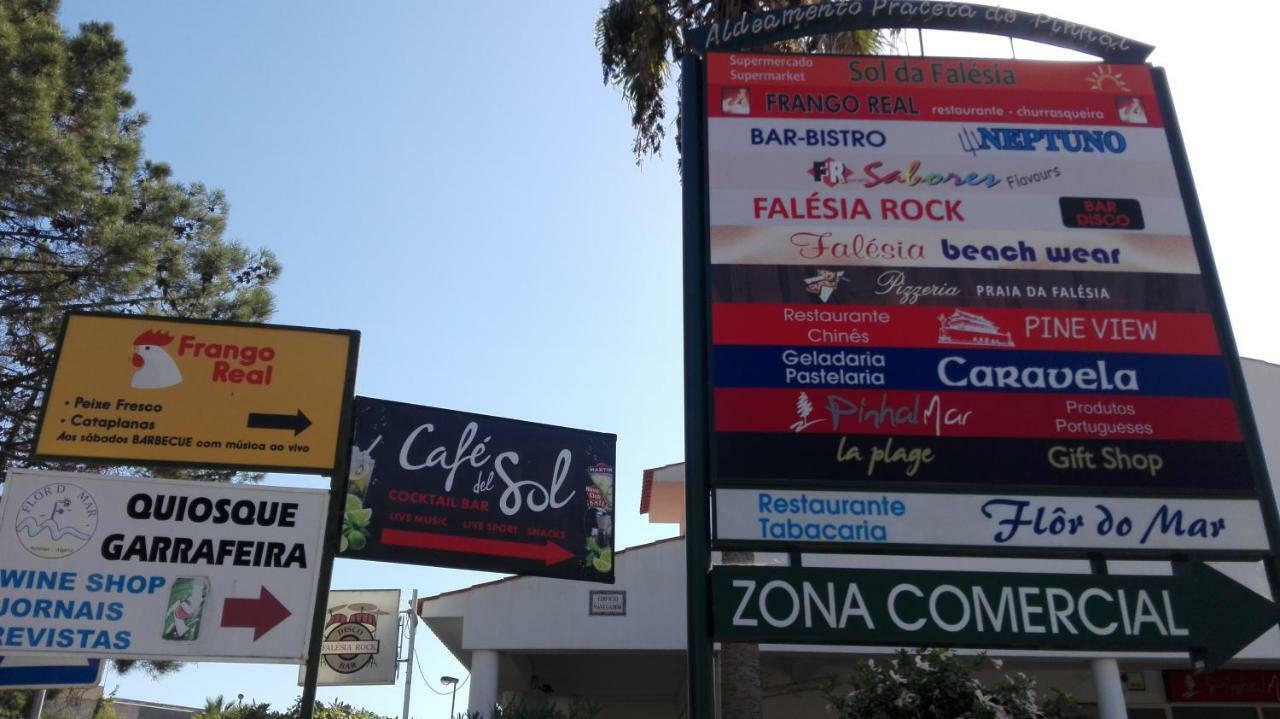 Aldeamento Praceta do Pinhal
Supermercado
Supermarket
Sol da Falésia
FRANGO REAL restaurante - churrasqueira
BAR-BISTRO NEPTUNO
FR Sabores Flavours
FALÉSIA ROCK BAR
DISCO
Falésia beach wear
Pizzeria PRAIA DA FALÉSIA
Restaurante
Chinês
PINE VIEW
Geladaria
Pastelaria
Caravela
PinhalMar
Produtos
Portugueses
la plage Gift Shop
Restaurante
Tabacaria
Flôr do Mar
ZONA COMERCIAL
Frango
Real
• Peixe Fresco
• Cataplanas
Aos sábados BARBECUE com música ao vivo
Café
del Sol
COCKTAIL BAR
LIVE MUSIC LIVE SPORT SNACKS
MARTINI
FLOR D MAR
QUIOSQUE
GARRAFEIRA
WINE SHOP
JORNAIS
REVISTAS
DISCO
FALESIA ROCK
BAR
EDIFICIO